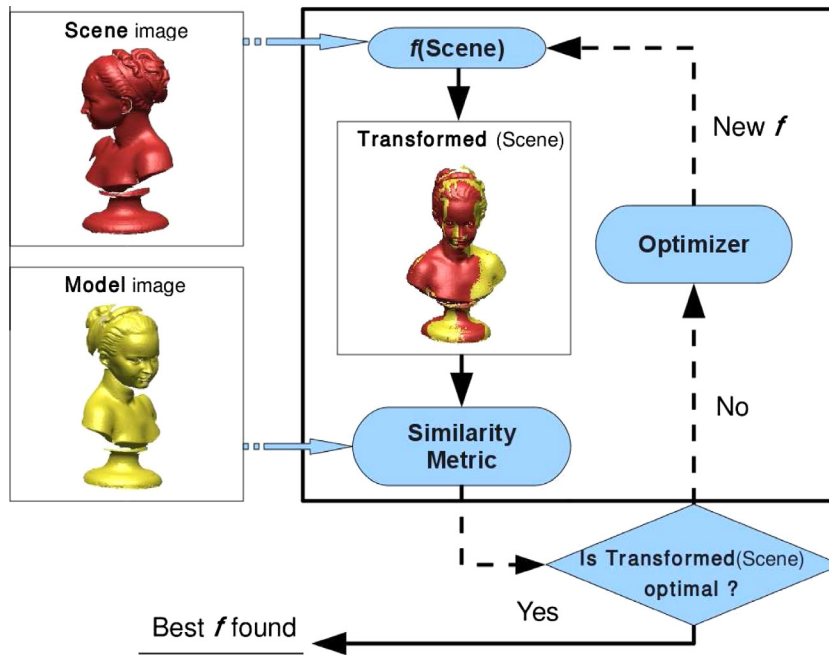 Scene image
f(Scene)
Transformed (Scene)
New f
Optimizer
Model image
No
Similarity
Metric
Is Transformed(Scene)
optimal ?
Yes
Best f found